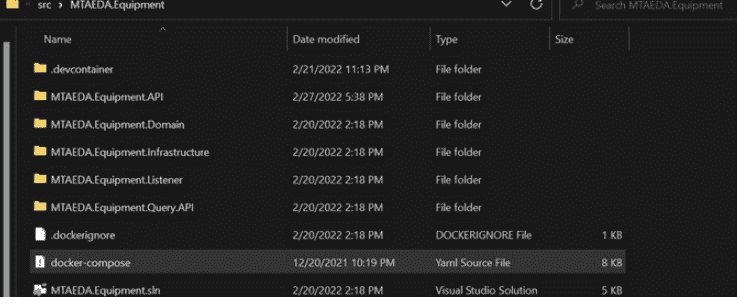 src > MTAEDA.Equipment Search MTAEDA.Equipment
Name Date modified Type Size
.devcontainer 2/21/2022 11:13 PM File folder
MTAEDA.Equipment.API 2/27/2022 5:38 PM File folder
MTAEDA.Equipment.Domain 2/20/2022 2:18 PM File folder
MTAEDA.Equipment.Infrastructure 2/20/2022 2:18 PM File folder
MTAEDA.Equipment.Listener 2/20/2022 2:18 PM File folder
MTAEDA.Equipment.Query.API 2/20/2022 2:18 PM File folder
.dockerignore 2/20/2022 2:18 PM DOCKERIGNORE File 1 KB
docker-compose 12/20/2021 10:19 PM Yaml Source File 8 KB
MTAEDA.Equipment.sln 2/20/2022 2:18 PM Visual Studio Solution 5 KB